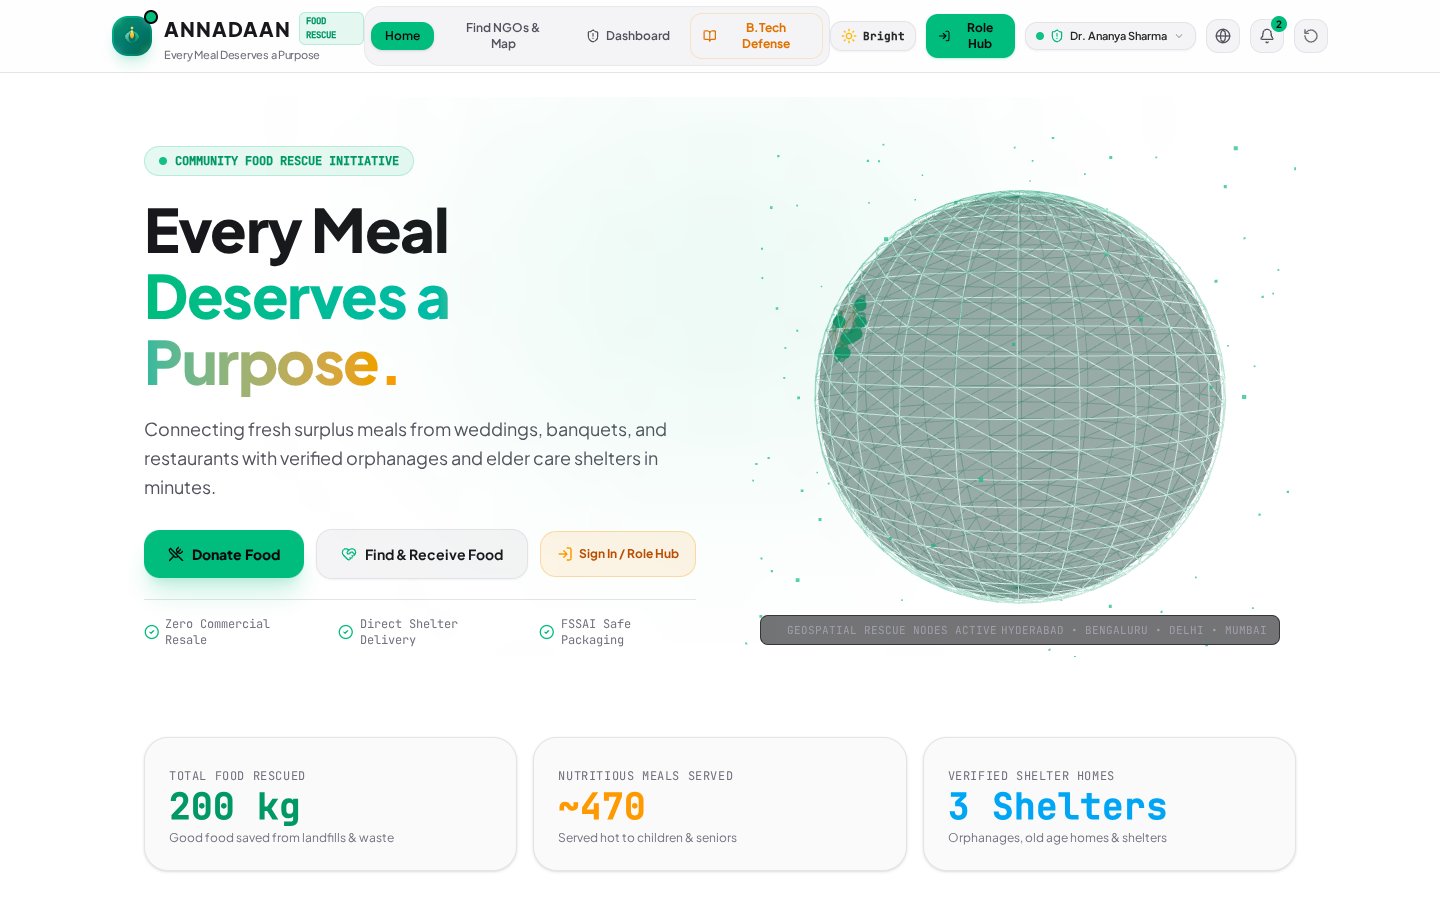 ANNADAAN
FOOD
RESCUE
Every Meal Deserves a Purpose
Home
Find NGOs &
Map
Dashboard
B.Tech
Defense
Bright
Role
Hub
Dr. Ananya Sharma
2
COMMUNITY FOOD RESCUE INITIATIVE
Every Meal
Deserves a
Purpose.
Connecting fresh surplus meals from weddings, banquets, and
restaurants with verified orphanages and elder care shelters in
minutes.
Donate Food
Find & Receive Food
Sign In / Role Hub
Zero Commercial
Resale
Direct Shelter
Delivery
FSSAI Safe
Packaging
GEOSPATIAL RESCUE NODES ACTIVE HYDERABAD • BENGALURU • DELHI • MUMBAI
TOTAL FOOD RESCUED
200 kg
Good food saved from landfills & waste
NUTRITIOUS MEALS SERVED
~470
Served hot to children & seniors
VERIFIED SHELTER HOMES
3 Shelters
Orphanages, old age homes & shelters